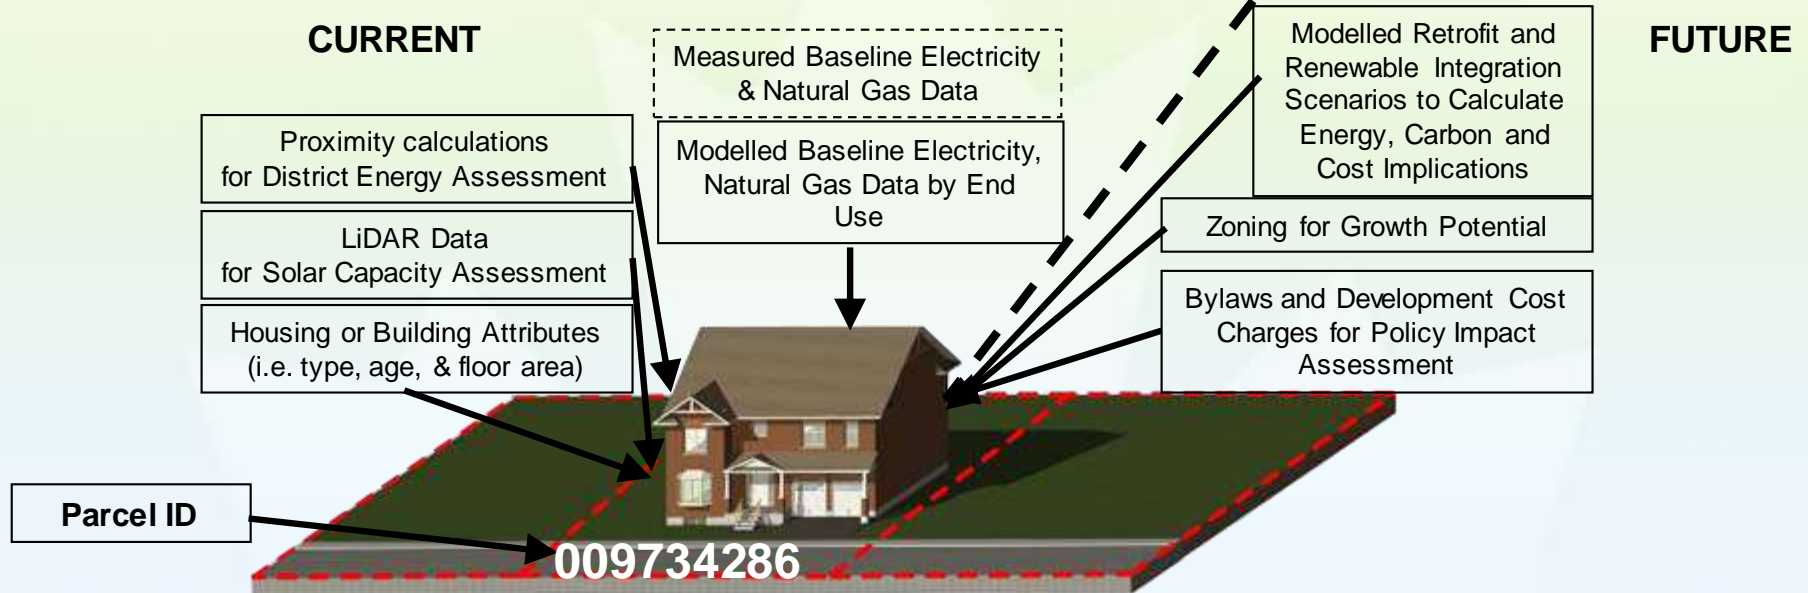 CURRENT
FUTURE
Measured Baseline Electricity
& Natural Gas Data
Modelled Baseline Electricity,
Natural Gas Data by End
Use
Proximity calculations
for District Energy Assessment
LiDAR Data
for Solar Capacity Assessment
Housing or Building Attributes
(i.e. type, age, & floor area)
Modelled Retrofit and
Renewable Integration
Scenarios to Calculate
Energy, Carbon and
Cost Implications
Zoning for Growth Potential
Bylaws and Development Cost
Charges for Policy Impact
Assessment
Parcel ID
009734286